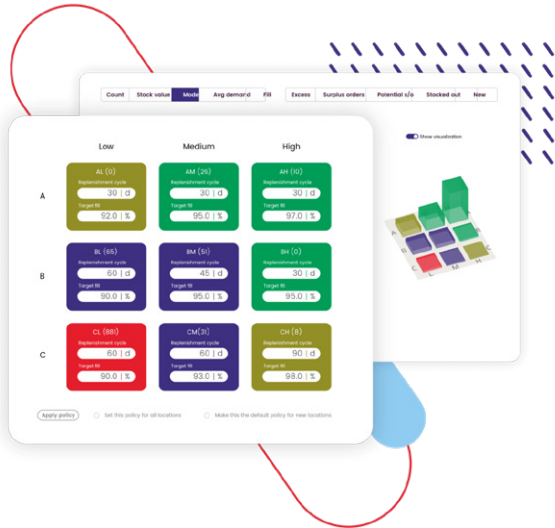 Count Stock value Mode Avg demand Fill Excess Surplus orders Potential s/o Stocked out New
Show visualization
Low Medium High
A
AL (0)
Replenishment cycle
30 | d
Target fill
92.0 | %
AM (26)
Replenishment cycle
30 | d
Target fill
95.0 | %
AH (10)
Replenishment cycle
30 | d
Target fill
97.0 | %
B
BL (65)
Replenishment cycle
60 | d
Target fill
90.0 | %
BM (51)
Replenishment cycle
45 | d
Target fill
95.0 | %
BH (0)
Replenishment cycle
30 | d
Target fill
95.0 | %
C
CL (881)
Replenishment cycle
60 | d
Target fill
90.0 | %
CM(31)
Replenishment cycle
60 | d
Target fill
93.0 | %
CH (8)
Replenishment cycle
90 | d
Target fill
98.0 | %
Apply policy Set this policy for all locations Make this the default policy for new locations
A
B
C
L M H